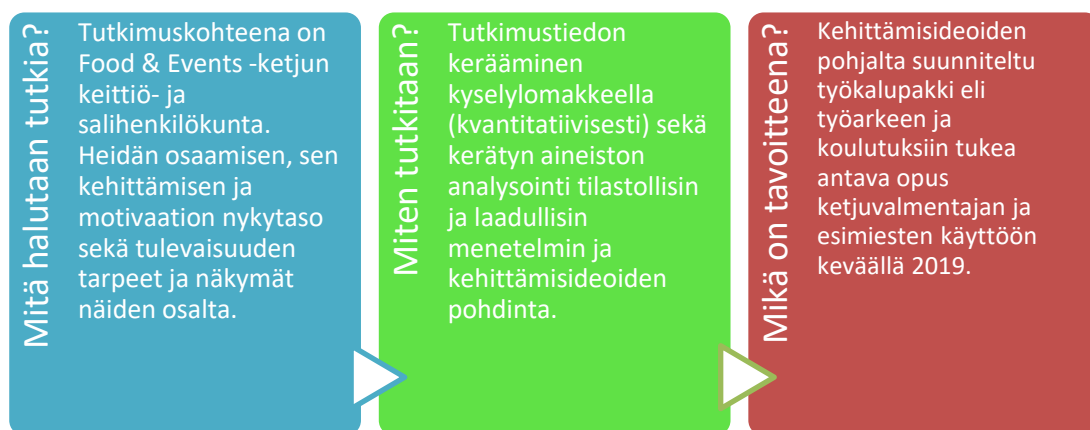 Mitä halutaan tutkia?
Tutkimuskohteena on
Food & Events -ketjun
keittiö- ja
salihenkilökunta.
Heidän osaamisen, sen
kehittämisen ja
motivaation nykytaso
sekä tulevaisuuden
tarpeet ja näkymät
näiden osalta.
Miten tutkitaan?
Tutkimustiedon
kerääminen
kyselylomakkeella
(kvantitatiivisesti) sekä
kerätyn aineiston
analysointi tilastollisin
ja laadullisin
menetelmin ja
kehittämisideoiden
pohdinta.
Mikä on tavoitteena?
Kehittämisideoiden
pohjalta suunniteltu
työkalupakki eli
työarkeen ja
koulutuksiin tukea
antava opus
ketjuvalmentajan ja
esimiesten käyttöön
keväällä 2019.